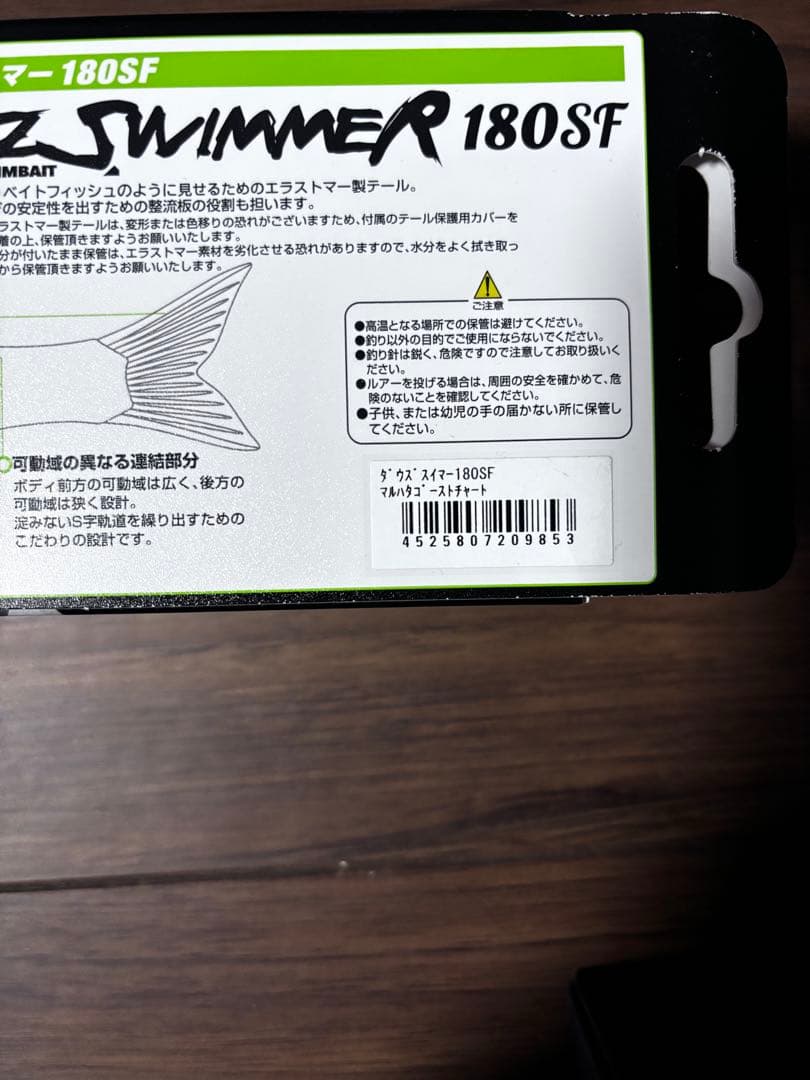 マー180SF
Z SWIMMER 180SF
IMBAIT
ベイトフィッシュのように見せるためのエラストマー製テール。
の安定性を出すための整流板の役割も担います。
ラストマー製テールは、変形または色移りの恐れがございますため、付属のテール保護用カバーを
着の上、保管頂きますようお願いいたします。
分が付いたまま保管は、エラストマー素材を劣化させる恐れがありますので、水分をよく拭き取っ
から保管頂きますようお願いいたします。
ご注意
●高温となる場所での保管は避けてください。
●釣り以外の目的でご使用にならないでください。
●釣り針は鋭く、危険ですので注意してお取り扱いく
ださい。
●ルアーを投げる場合は、周囲の安全を確かめて、危
険のないことを確認してください。
●子供、または幼児の手の届かない所に保管し
てください。
可動域の異なる連結部分
ボディ前方の可動域は広く、後方の
可動域は狭く設計。
淀みないS字軌道を繰り出すための
こだわりの設計です。
ﾀﾞｳｽﾞｽｲﾏｰ180SF
ﾏﾙﾊﾀｺﾞｰｽﾄﾁｬｰﾄ
4525807209853